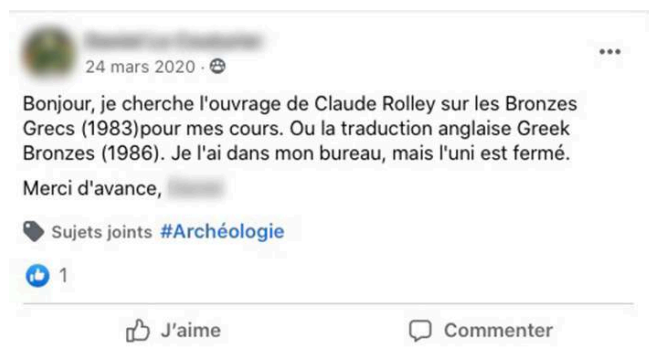 24 mars 2020 ·
Bonjour, je cherche l'ouvrage de Claude Rolley sur les Bronzes
Grecs (1983)pour mes cours. Ou la traduction anglaise Greek
Bronzes (1986). Je l'ai dans mon bureau, mais l'uni est fermé.
Merci d'avance,
Sujets joints #Archéologie
1
J'aime Commenter